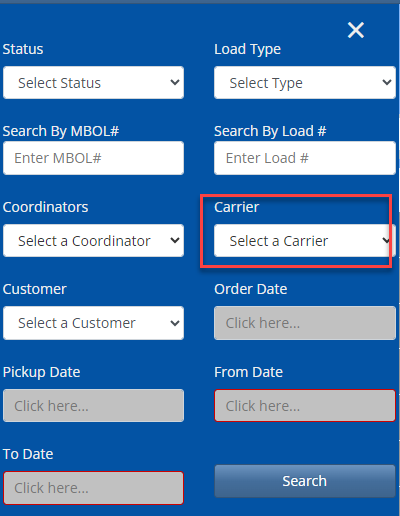 Status
Load Type
Select Status
Select Type
Search By MBOL#
Search By Load #
Enter MBOL#
Enter Load #
Coordinators
Carrier
Select a Coordinator
Select a Carrier
Customer
Order Date
Select a Customer
Click here...
Pickup Date
From Date
Click here...
Click here...
To Date
Click here...
Search